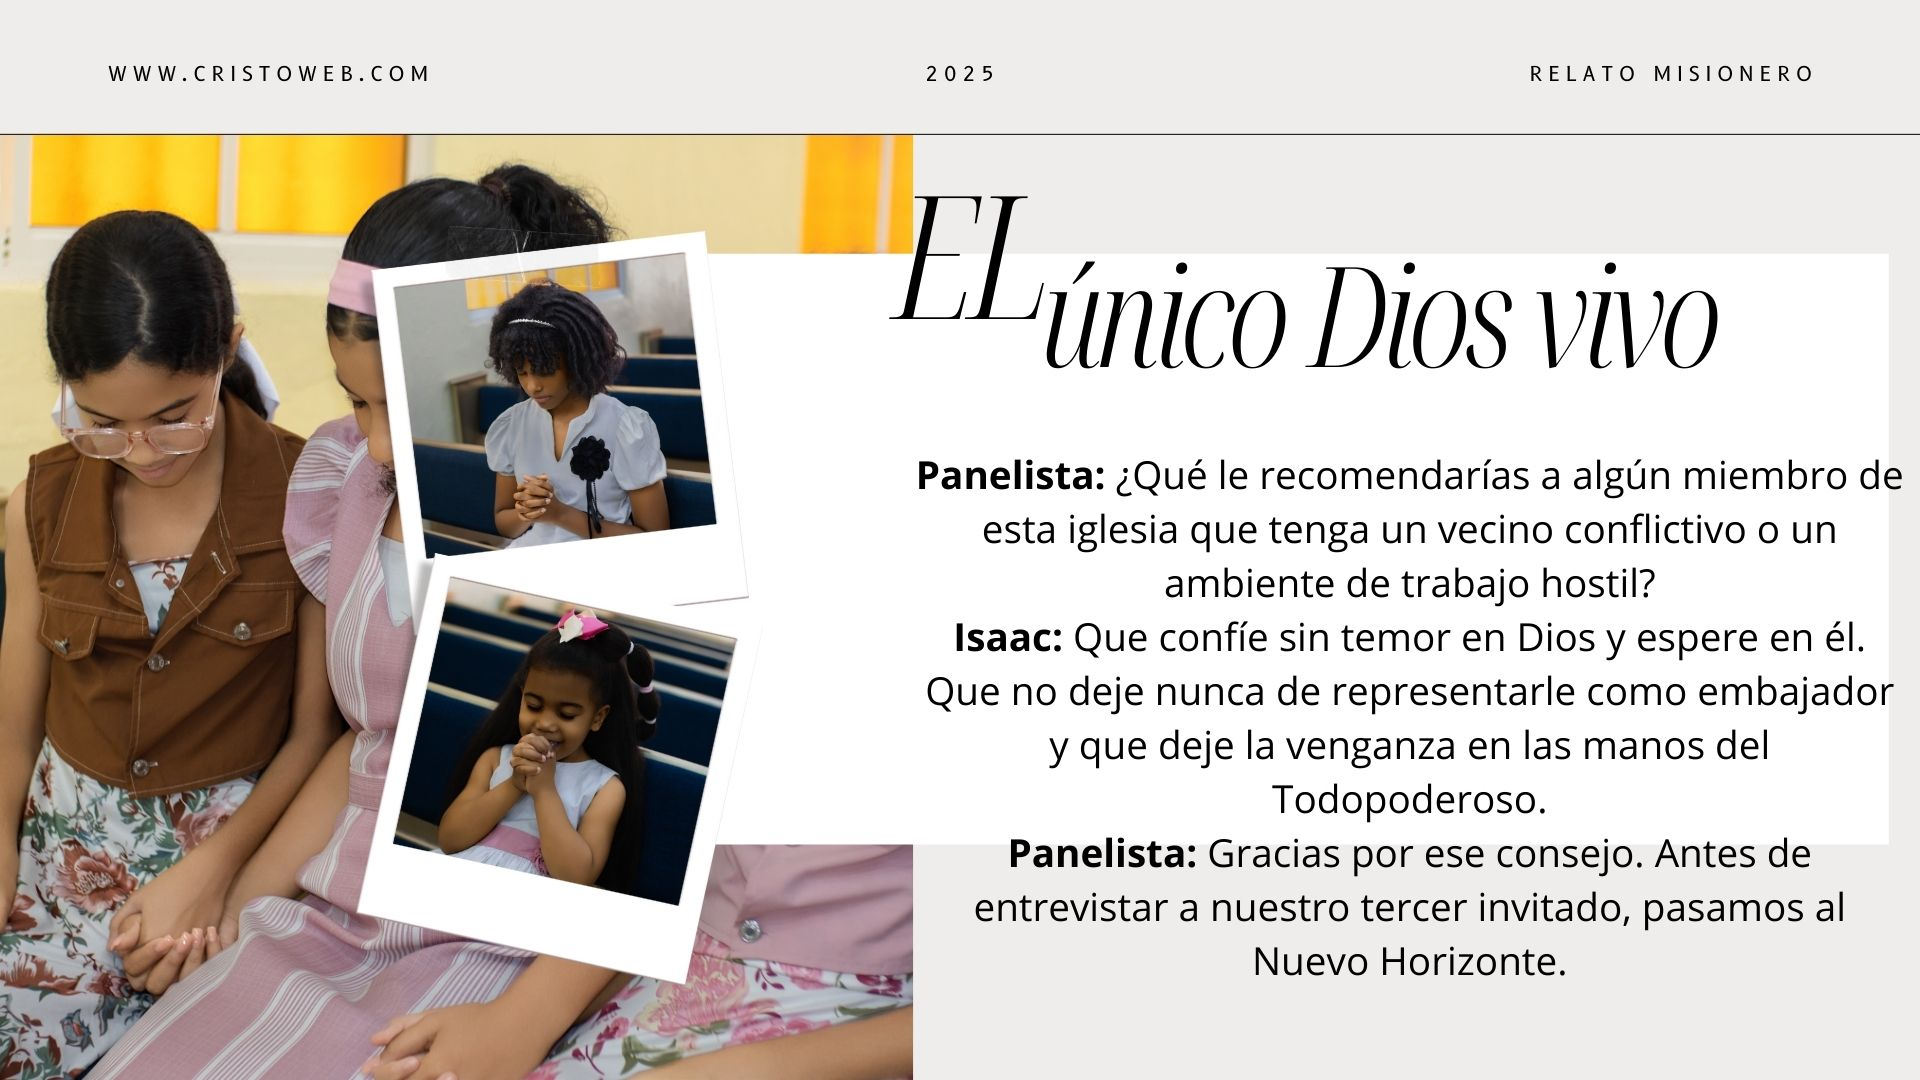 WWW.CRISTOWEB.COM
2025
RELATO MISIONERO
EL único Dios vivo
Panelista: ¿Qué le recomendarías a algún miembro de
esta iglesia que tenga un vecino conflictivo o un
ambiente de trabajo hostil?
Isaac: Que confíe sin temor en Dios y espere en él.
Que no deje nunca de representarle como embajador
y que deje la venganza en las manos del
Todopoderoso.
Panelista: Gracias por ese consejo. Antes de
entrevistar a nuestro tercer invitado, pasamos al
Nuevo Horizonte.